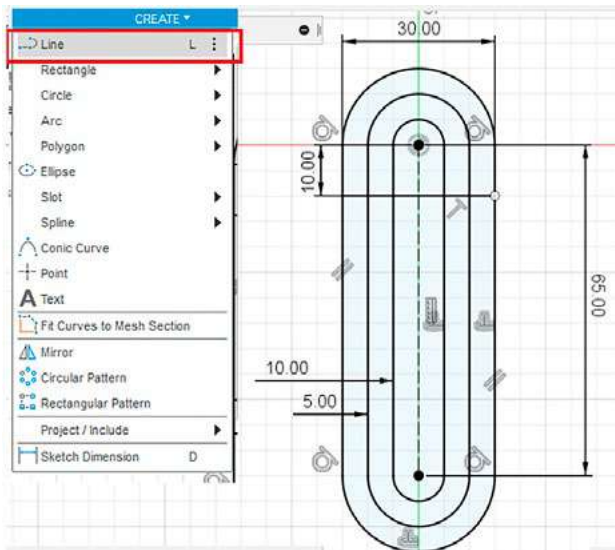 CREATE ▾
Line L
Rectangle
Circle
Arc
Polygon
Ellipse
Slot
Spline
Conic Curve
Point
A Text
Fit Curves to Mesh Section
Mirror
Circular Pattern
Rectangular Pattern
Project / Include
Sketch Dimension D
30.00
10.00
65.00
10.00
5.00